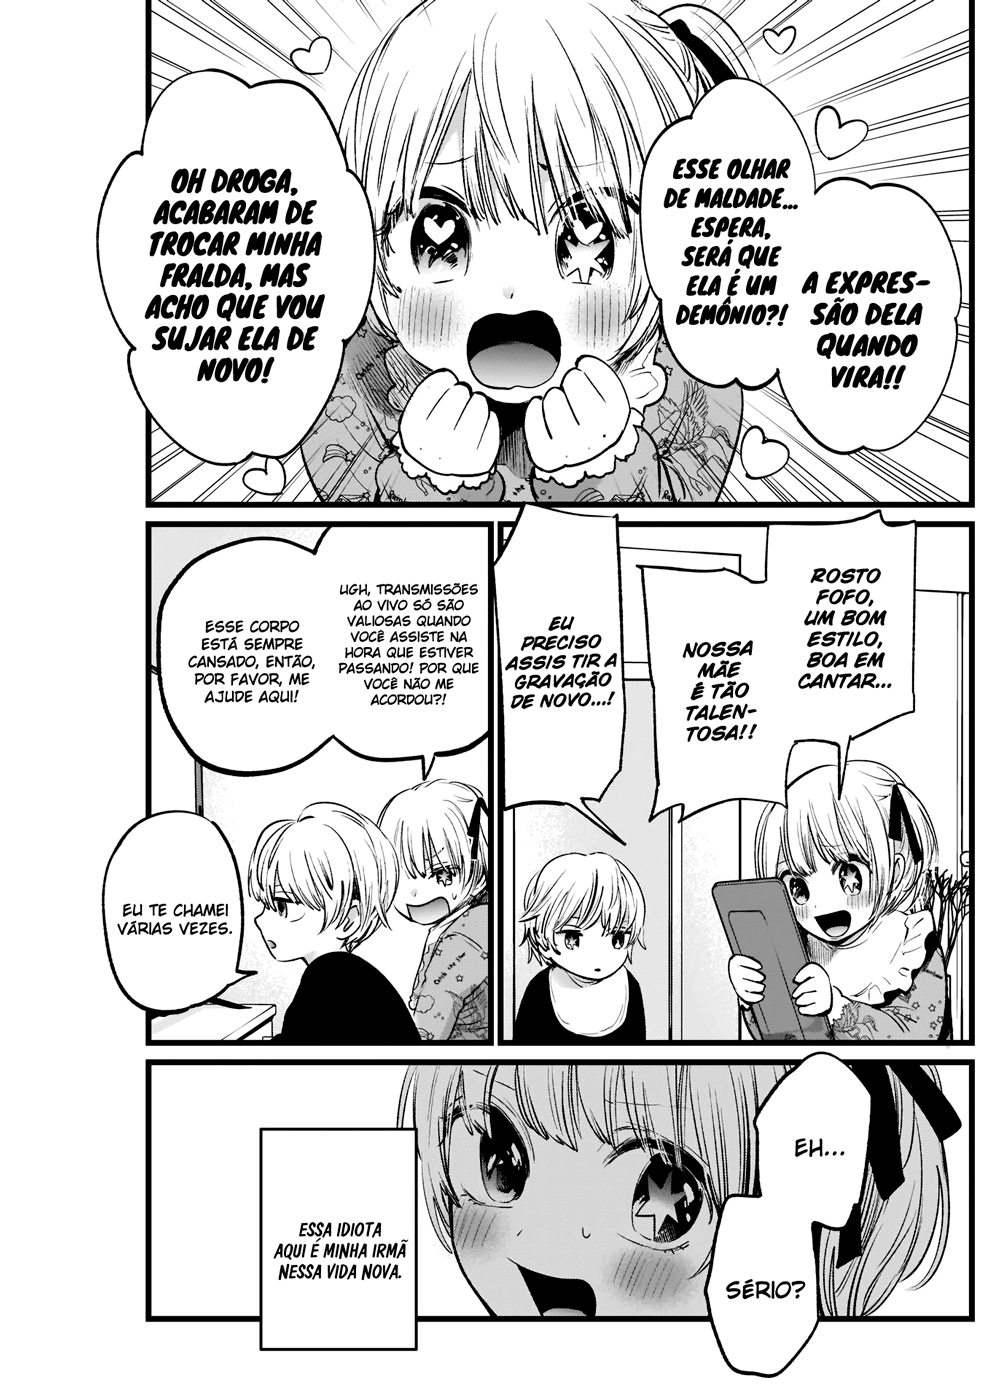 A EXPRES-
SÃO DELA
QUANDO
VIRA!!
ESSE OLHAR
DE MALDADE...
ESPERA,
SERÁ QUE
ELA É UM
DEMÔNIO?!
OH DROGA,
ACABARAM DE
TROCAR MINHA
FRALDA, MAS
ACHO QUE VOU
SUJAR ELA DE
NOVO!
ROSTO
FOFO,
UM BOM
ESTILO,
BOA EM
CANTAR...
NOSSA
MÃE
É TÃO
TALEN-
TOSA!!
EU
PRECISO
ASSIS TIR A
GRAVAÇÃO
DE NOVO...!
UGH, TRANSMISSÕES
AO VIVO SÓ SÃO
VALIOSAS QUANDO
VOCÊ ASSISTE NA
HORA QUE ESTIVER
PASSANDO! POR QUE
VOCÊ NÃO ME
ACORDOU?!
ESSE CORPO
ESTÁ SEMPRE
CANSADO, ENTÃO,
POR FAVOR, ME
AJUDE AQUI!
EU TE CHAMEI
VÁRIAS VEZES.
EH...
SÉRIO?
ESSA IDIOTA
AQUI É MINHA IRMÃ
NESSA VIDA NOVA.